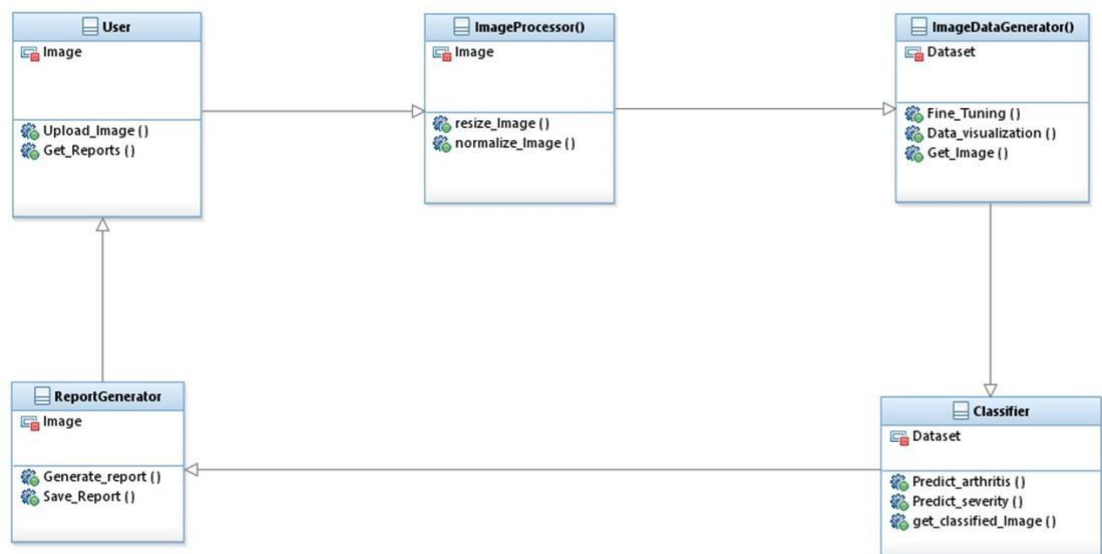 User
Image
Upload_Image ()
Get_Reports ()
ImageProcessor()
Image
resize_Image ()
normalize_Image ()
ImageDataGenerator()
Dataset
Fine_Tuning ()
Data_visualization ()
Get_Image ()
ReportGenerator
Image
Generate_report ()
Save_Report ()
Classifier
Dataset
Predict_arthritis ()
Predict_severity ()
get_classified_Image ()